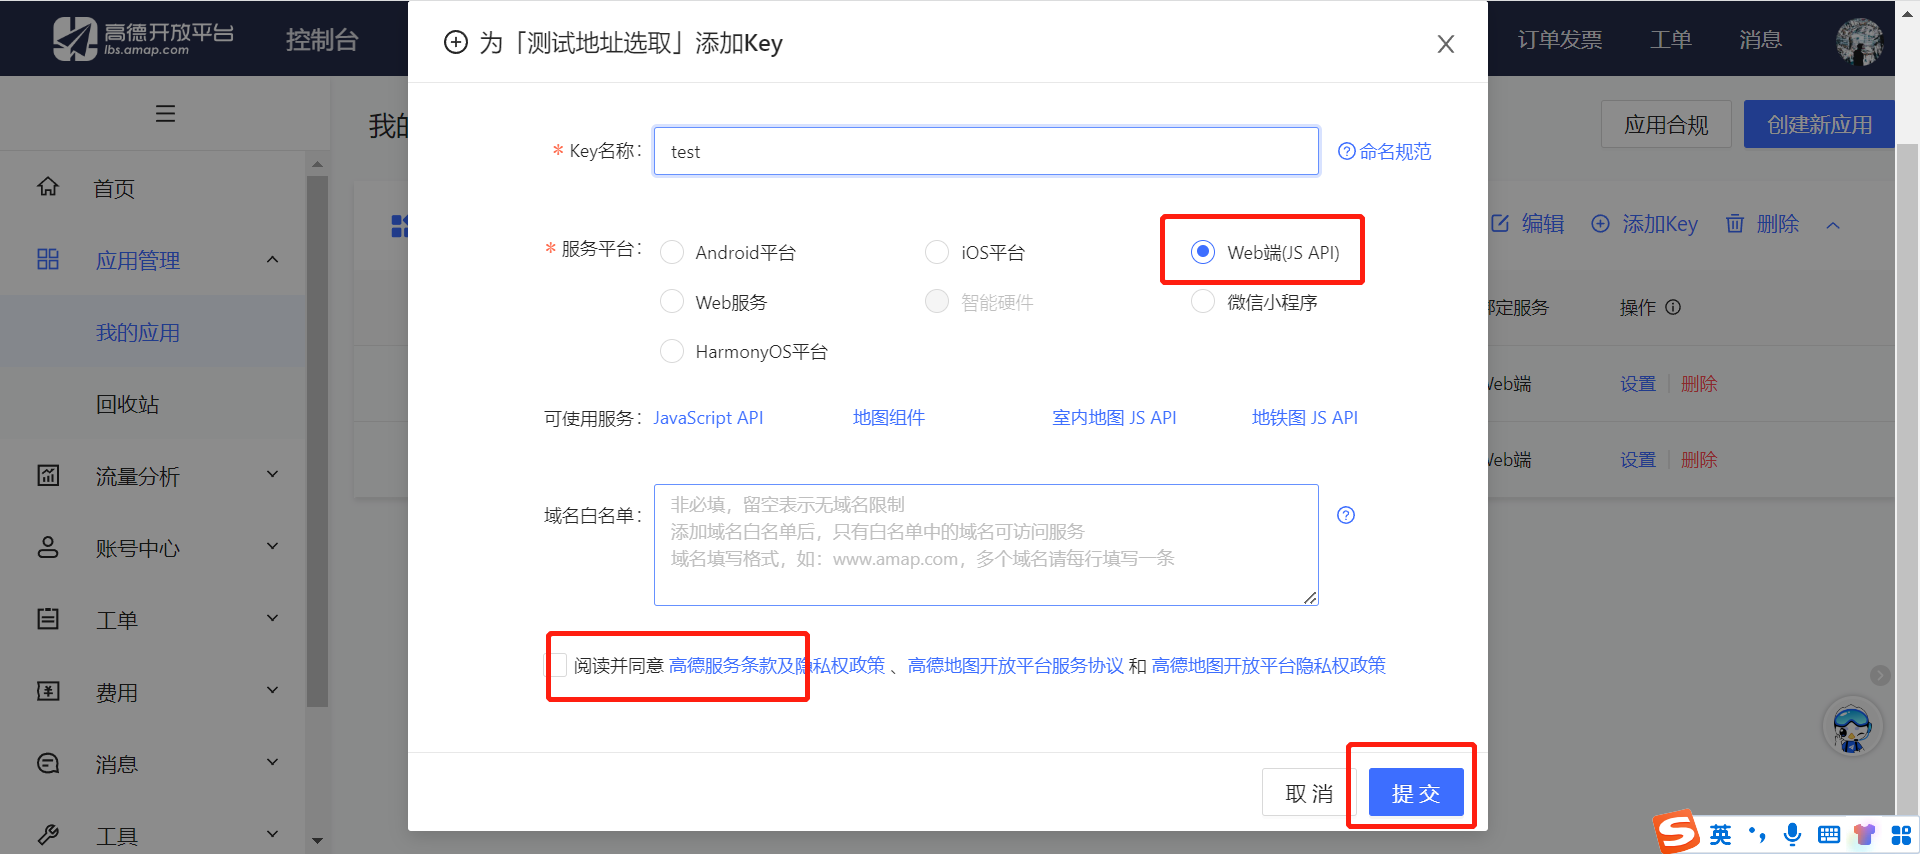 高德开放平台
lbs.amap.com
控制台
订单发票
工单
消息
为「测试地址选取」添加Key
我的
应用合规
创建新应用
首页
应用管理
我的应用
回收站
流量分析
账号中心
工单
费用
消息
工具
* Key名称：
test
命名规范
* 服务平台：
Android平台
iOS平台
Web端(JS API)
Web服务
智能硬件
微信小程序
HarmonyOS平台
可使用服务：
JavaScript API
地图组件
室内地图 JS API
地铁图 JS API
域名白名单：
非必填，留空表示无域名限制
添加域名白名单后，只有白名单中的域名可访问服务
域名填写格式，如：www.amap.com，多个域名请每行填写一条
阅读并同意 高德服务条款及隐私权政策 、高德地图开放平台服务协议 和 高德地图开放平台隐私权政策
取 消
提 交
编辑
添加Key
删除
绑定服务
操作
Web端
设置
删除
Web端
设置
删除
英